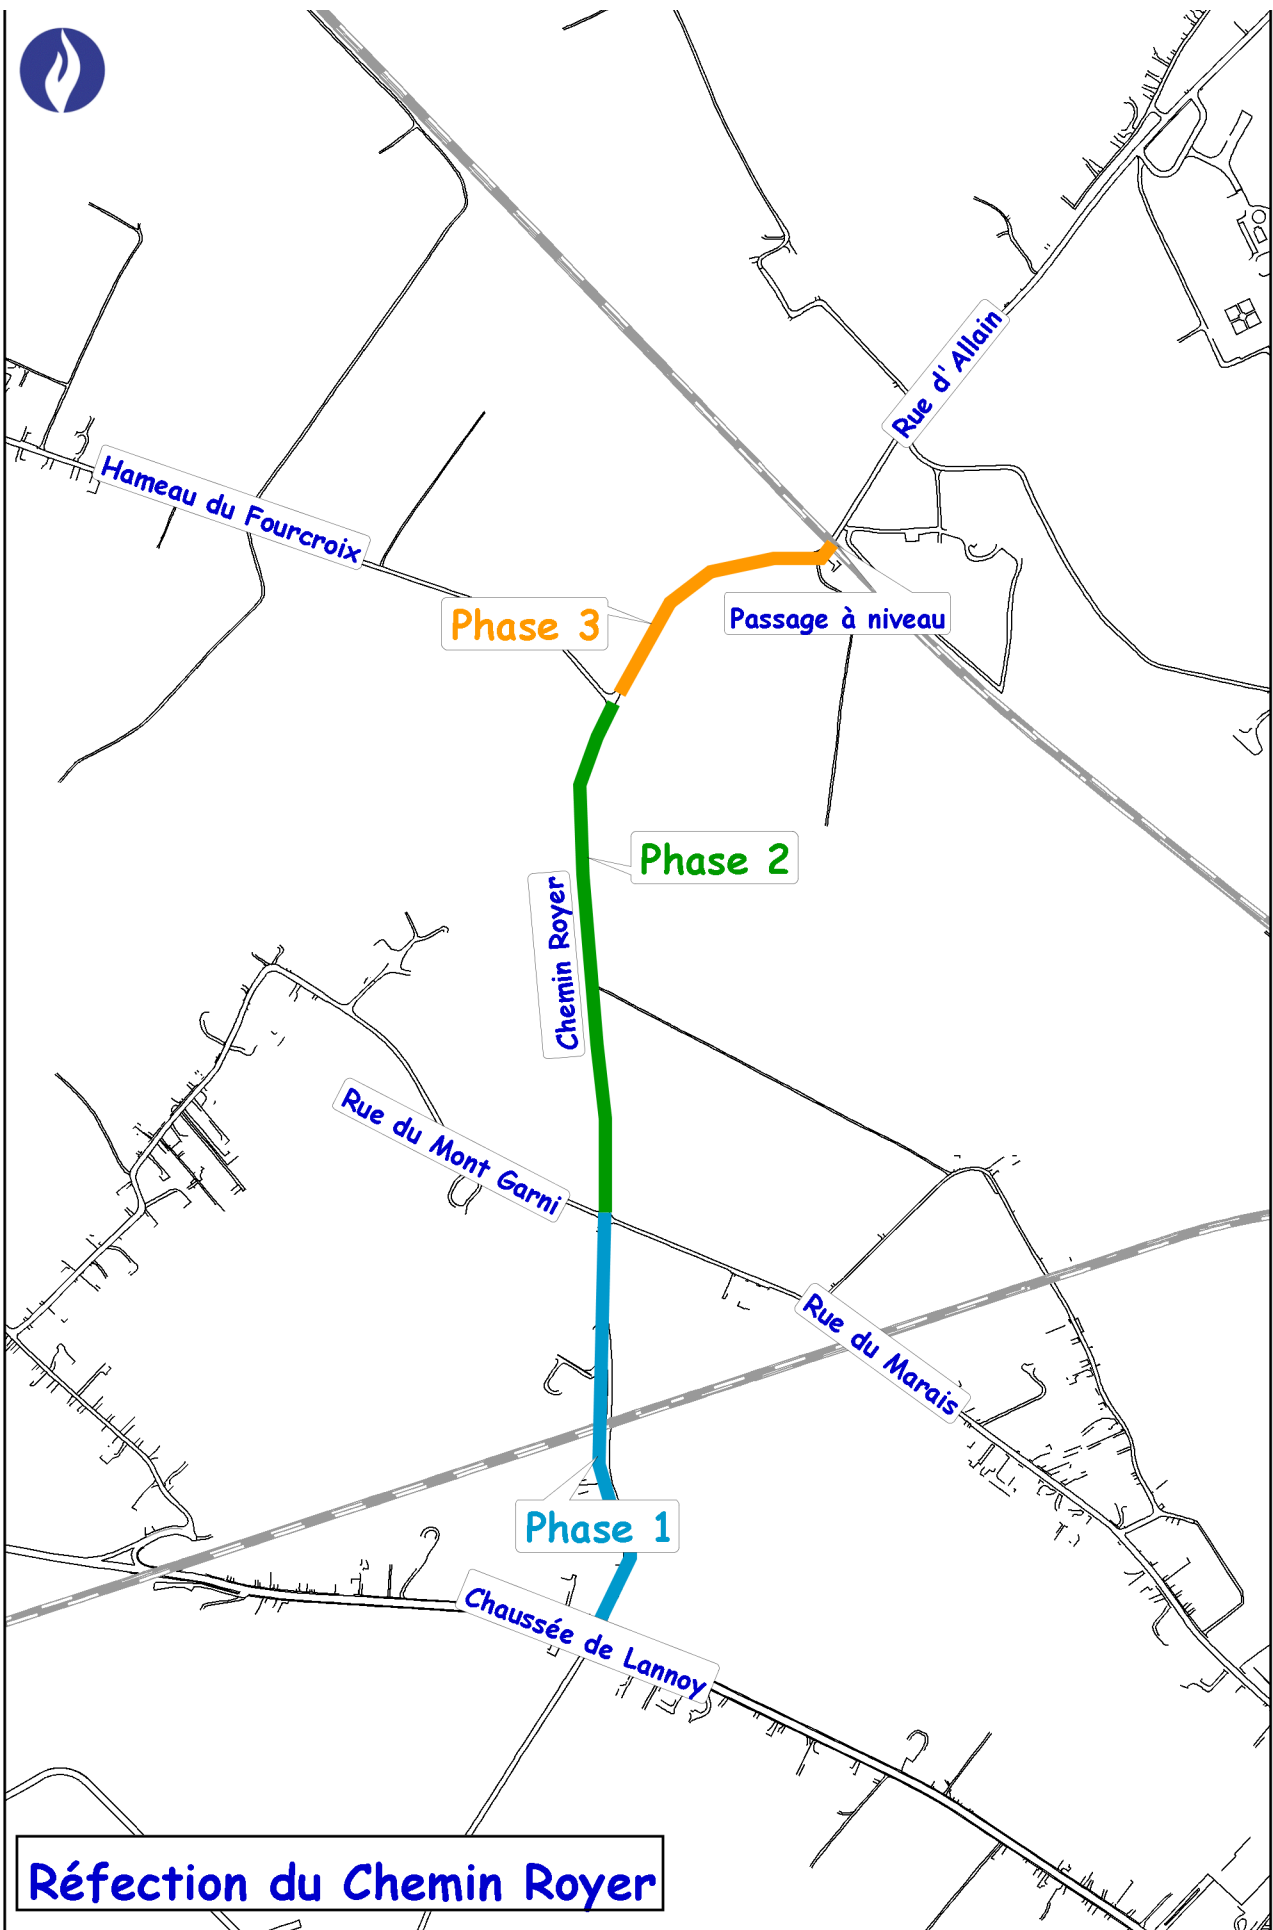 Rue d'Allain
Hameau du Fourcroix
Passage à niveau
Phase 3
Phase 2
Chemin Royer
Rue du Mont Garni
Rue du Marais
Phase 1
Chaussée de Lannoy
Réfection du Chemin Royer